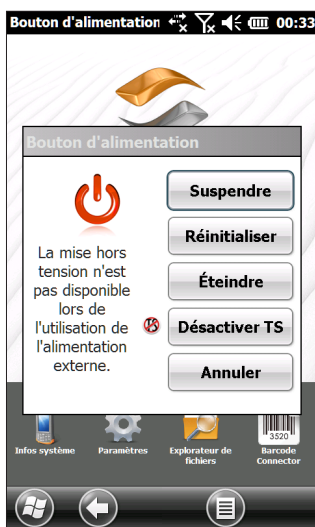 Bouton d'alimentation 00:33
Bouton d'alimentation
Suspendre
Réinitialiser
Éteindre
Désactiver TS
Annuler
La mise hors
tension n'est
pas disponible
lors de
l'utilisation de
l'alimentation
externe.
TS
3520
Infos système Paramètres Explorateur de fichiers Barcode Connector